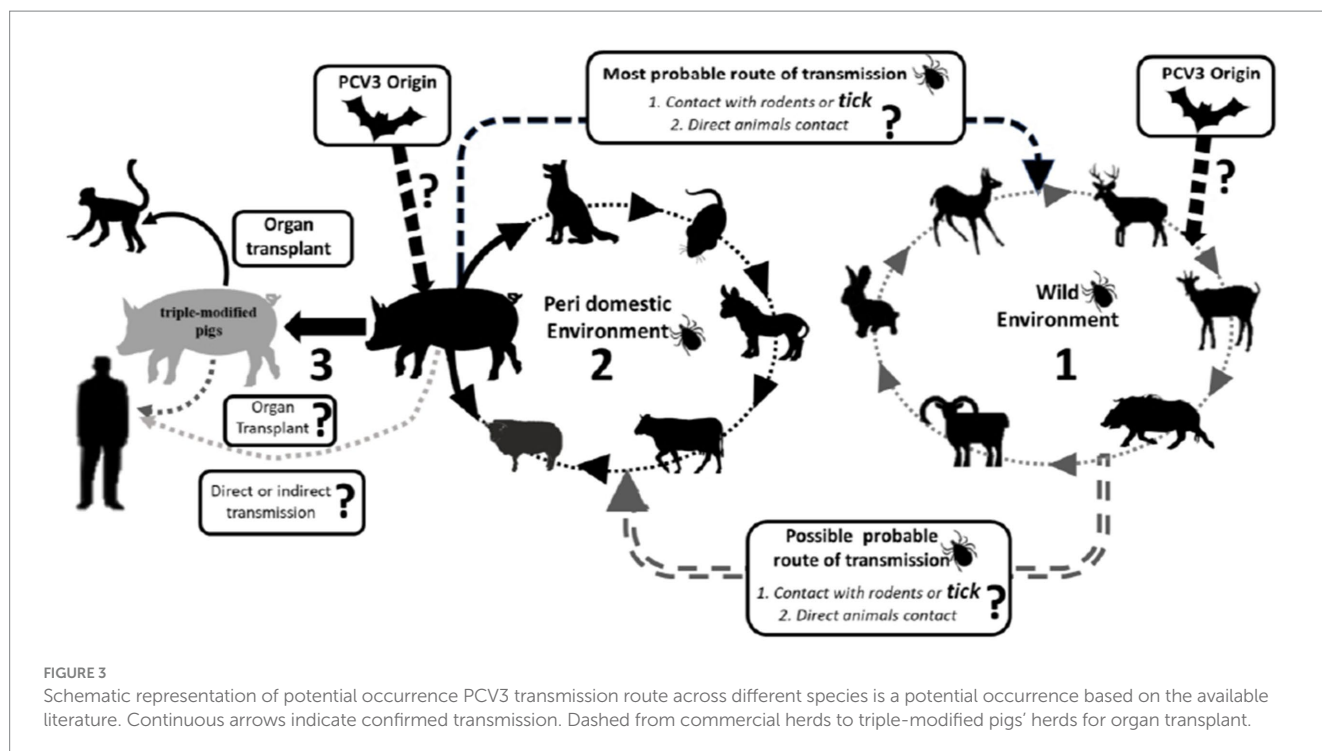 PCV3 Origin
?
Most probable route of transmission
1. Contact with rodents or tick
2. Direct animals contact
?
PCV3 Origin
?
Organ
transplant
triple-modified
pigs
3
Peri domestic
Environment
2
Wild
Environment
1
Organ
Transplant ?
Direct or indirect
transmission ?
Possible probable
route of transmission
1. Contact with rodents or tick
2. Direct animals contact
?
FIGURE 3
Schematic representation of potential occurrence PCV3 transmission route across different species is a potential occurrence based on the available
literature. Continuous arrows indicate confirmed transmission. Dashed from commercial herds to triple-modified pigs’ herds for organ transplant.